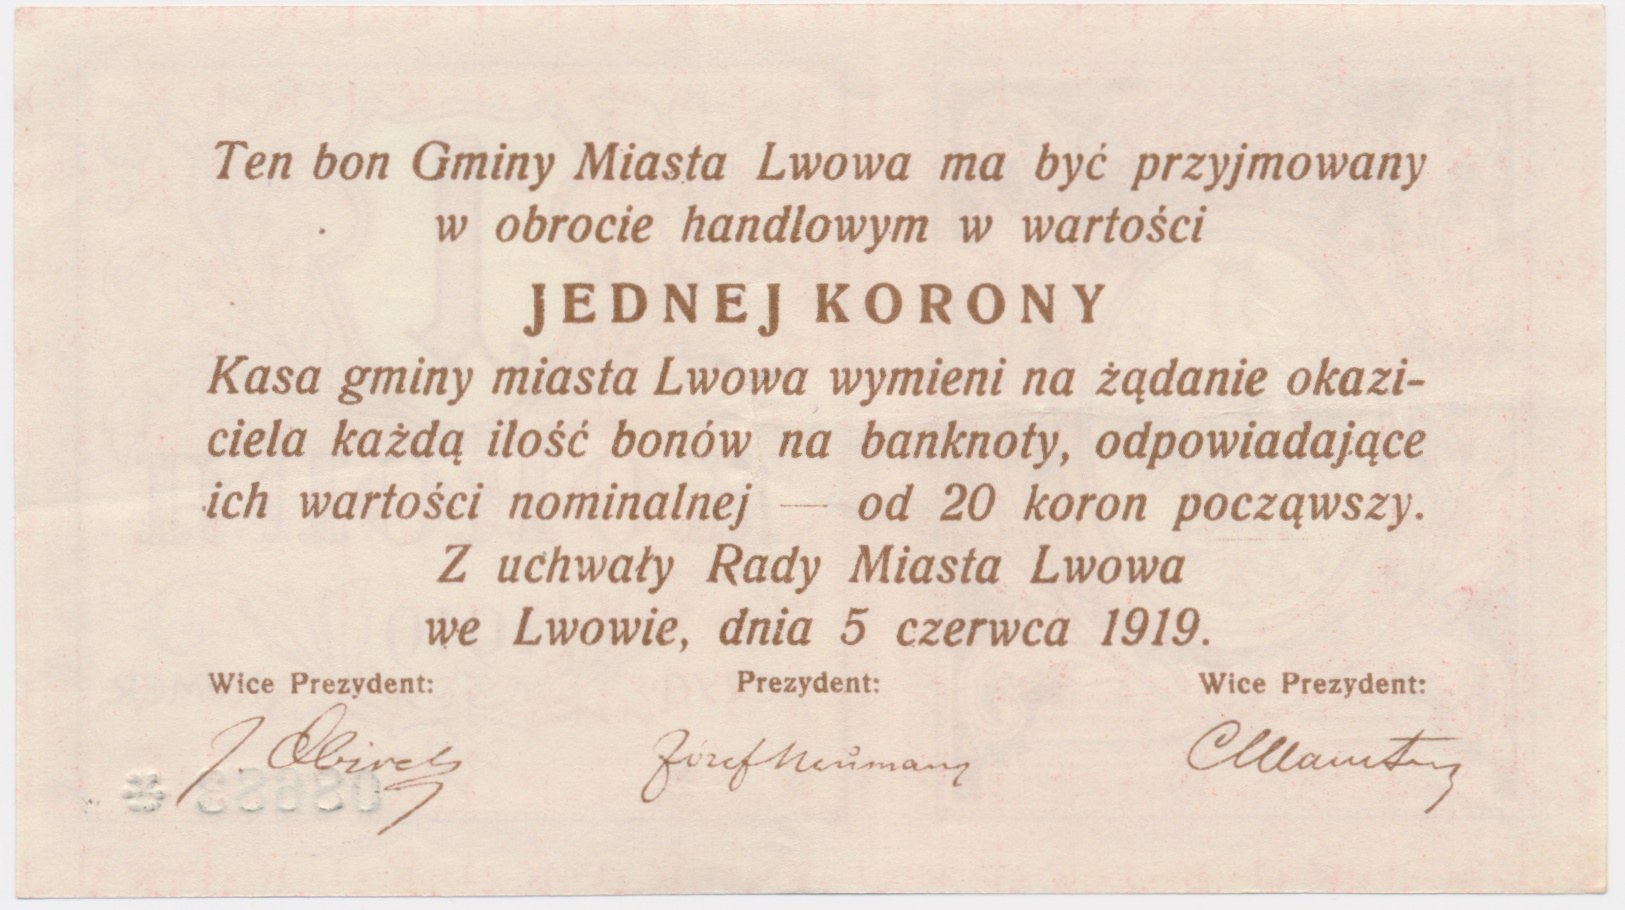 Ten bon Gminy Miasta Lwowa ma być przyjmowany
w obrocie handlowym w wartości
JEDNEJ KORONY
Kasa gminy miasta Lwowa wymieni na żądanie okazi-
ciela każdą ilość bonów na banknoty, odpowiadające
ich wartości nominalnej — od 20 koron począwszy.
Z uchwały Rady Miasta Lwowa
we Lwowie, dnia 5 czerwca 1919.
Wice Prezydent: Prezydent: Wice Prezydent:
Józef Neumann